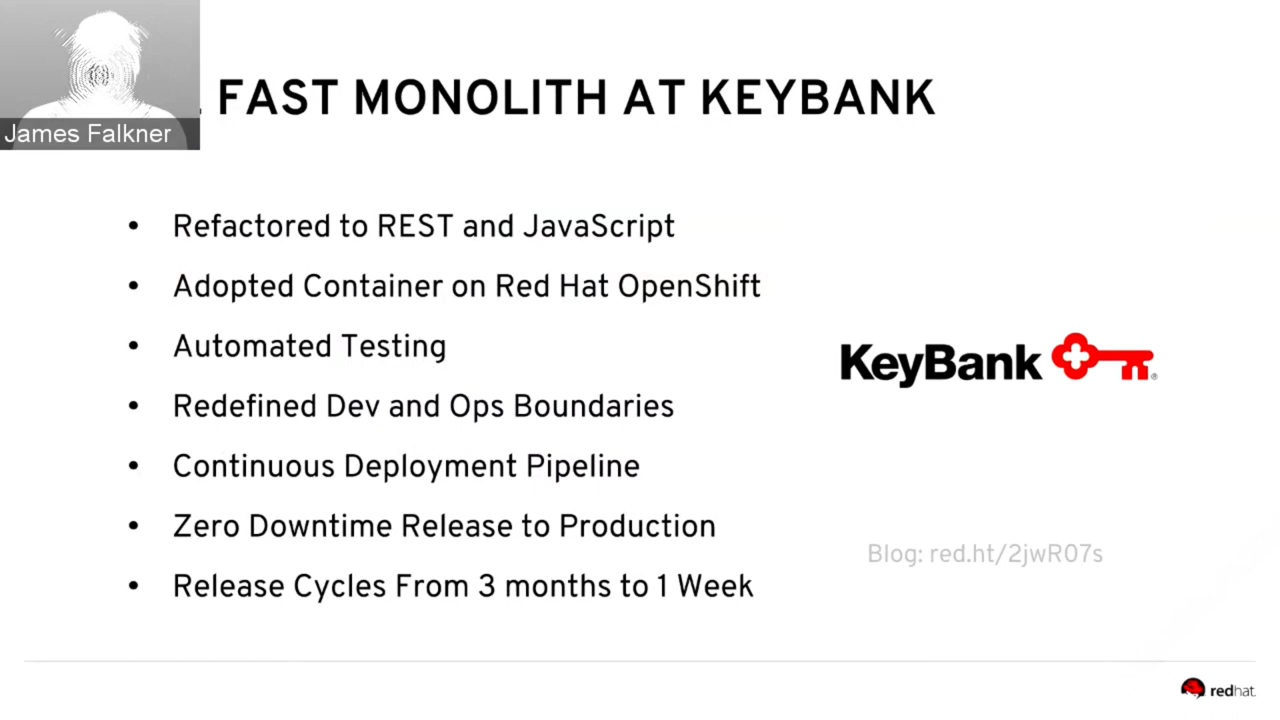 FAST MONOLITH AT KEYBANK
James Falkner
• Refactored to REST and JavaScript
• Adopted Container on Red Hat OpenShift
• Automated Testing
• Redefined Dev and Ops Boundaries
• Continuous Deployment Pipeline
• Zero Downtime Release to Production
• Release Cycles From 3 months to 1 Week
KeyBank
Blog: red.ht/2jwR07s
redhat.